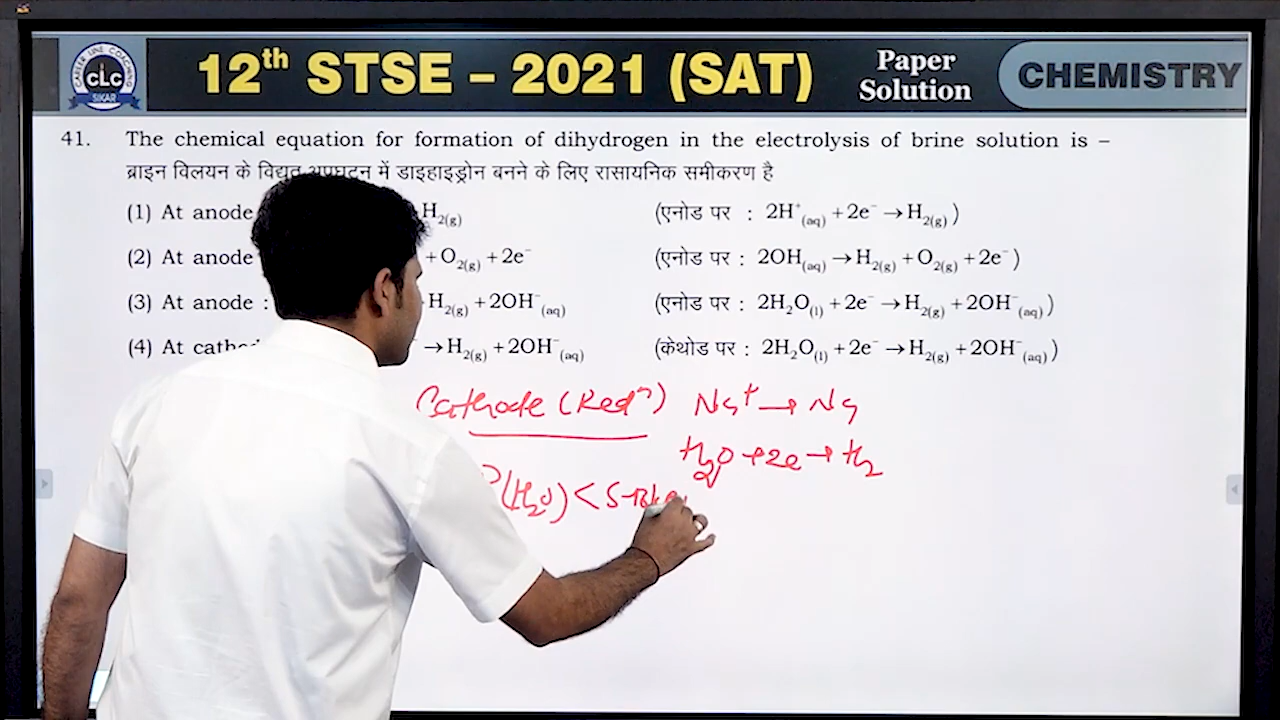 CAREER LINE COACHING
CLC
SIKAR
12th STSE – 2021 (SAT)
Paper Solution
CHEMISTRY
41. The chemical equation for formation of dihydrogen in the electrolysis of brine solution is –
ब्राइन विलयन के विद्युत अपघटन में डाइहाइड्रोन बनने के लिए रासायनिक समीकरण है
(1) At anode H₂(g) (एनोड पर : 2H⁺(aq) + 2e⁻ → H₂(g) )
(2) At anode + O₂(g) + 2e⁻ (एनोड पर : 2OH(aq) → H₂(g) + O₂(g) + 2e⁻ )
(3) At anode : H₂(g) + 2OH⁻(aq) (एनोड पर : 2H₂O(l) + 2e⁻ → H₂(g) + 2OH⁻(aq) )
(4) At → H₂(g) + 2OH⁻(aq) (केथोड पर : 2H₂O(l) + 2e⁻ → H₂(g) + 2OH⁻(aq) )
Cathode (Redⁿ) Na⁺ → Na
H₂O + 2e → H₂
(H₂O) <